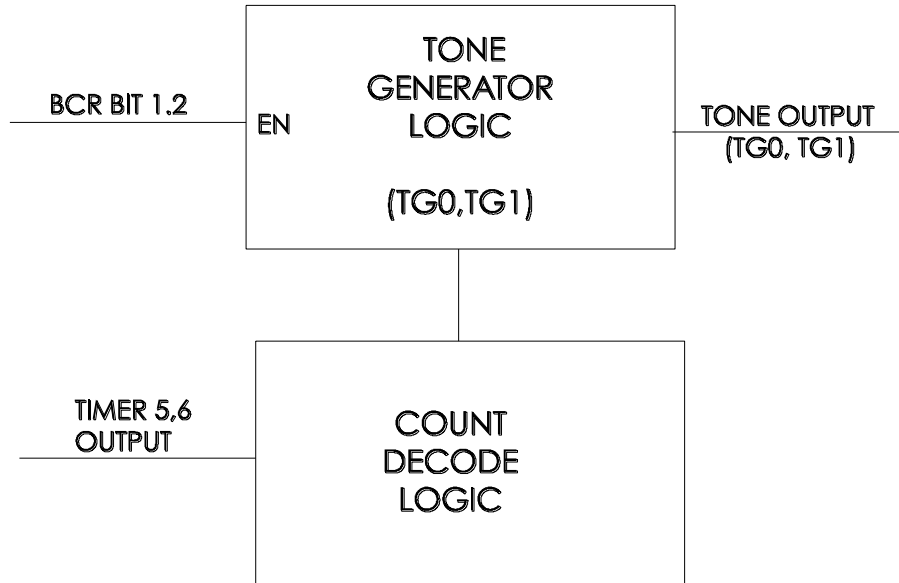 TONE
GENERATOR
LOGIC
(TG0,TG1)
BCR BIT 1.2
EN
TONE OUTPUT
(TG0, TG1)
TIMER 5,6
OUTPUT
COUNT
DECODE
LOGIC